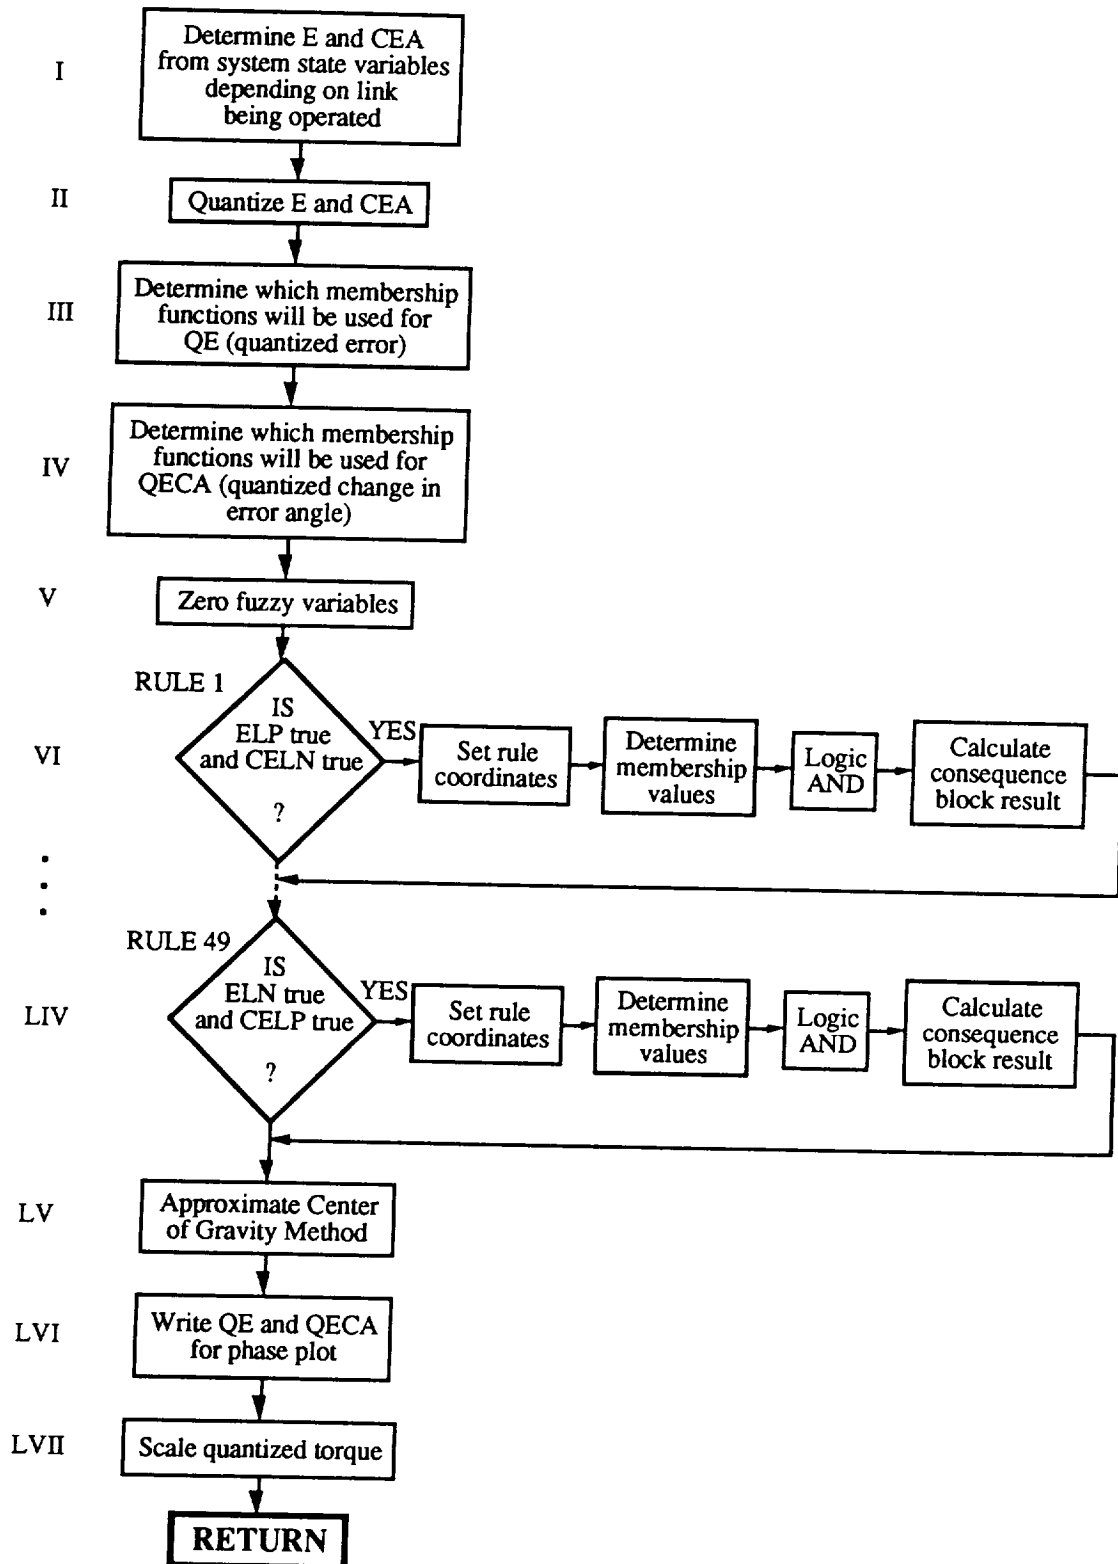 I
Determine E and CEA
from system state variables
depending on link
being operated
II
Quantize E and CEA
III
Determine which membership
functions will be used for
QE (quantized error)
IV
Determine which membership
functions will be used for
QECA (quantized change in
error angle)
V
Zero fuzzy variables
RULE 1
VI
IS
ELP true
and CELN true
?
YES
Set rule
coordinates
Determine
membership
values
Logic
AND
Calculate
consequence
block result
RULE 49
LIV
IS
ELN true
and CELP true
?
YES
Set rule
coordinates
Determine
membership
values
Logic
AND
Calculate
consequence
block result
LV
Approximate Center
of Gravity Method
LVI
Write QE and QECA
for phase plot
LVII
Scale quantized torque
RETURN